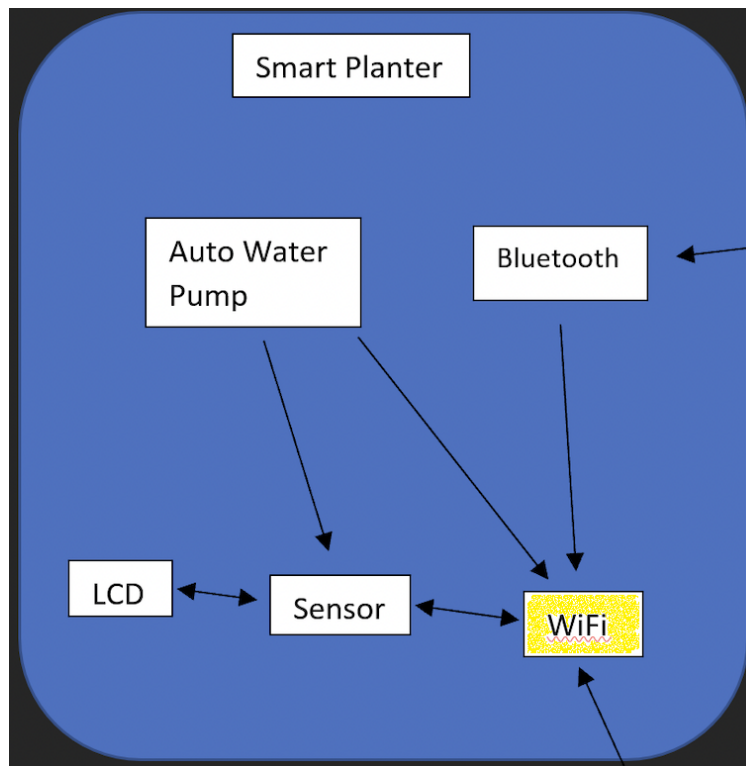 Smart Planter
Auto Water
Pump
Bluetooth
LCD
Sensor
WiFi